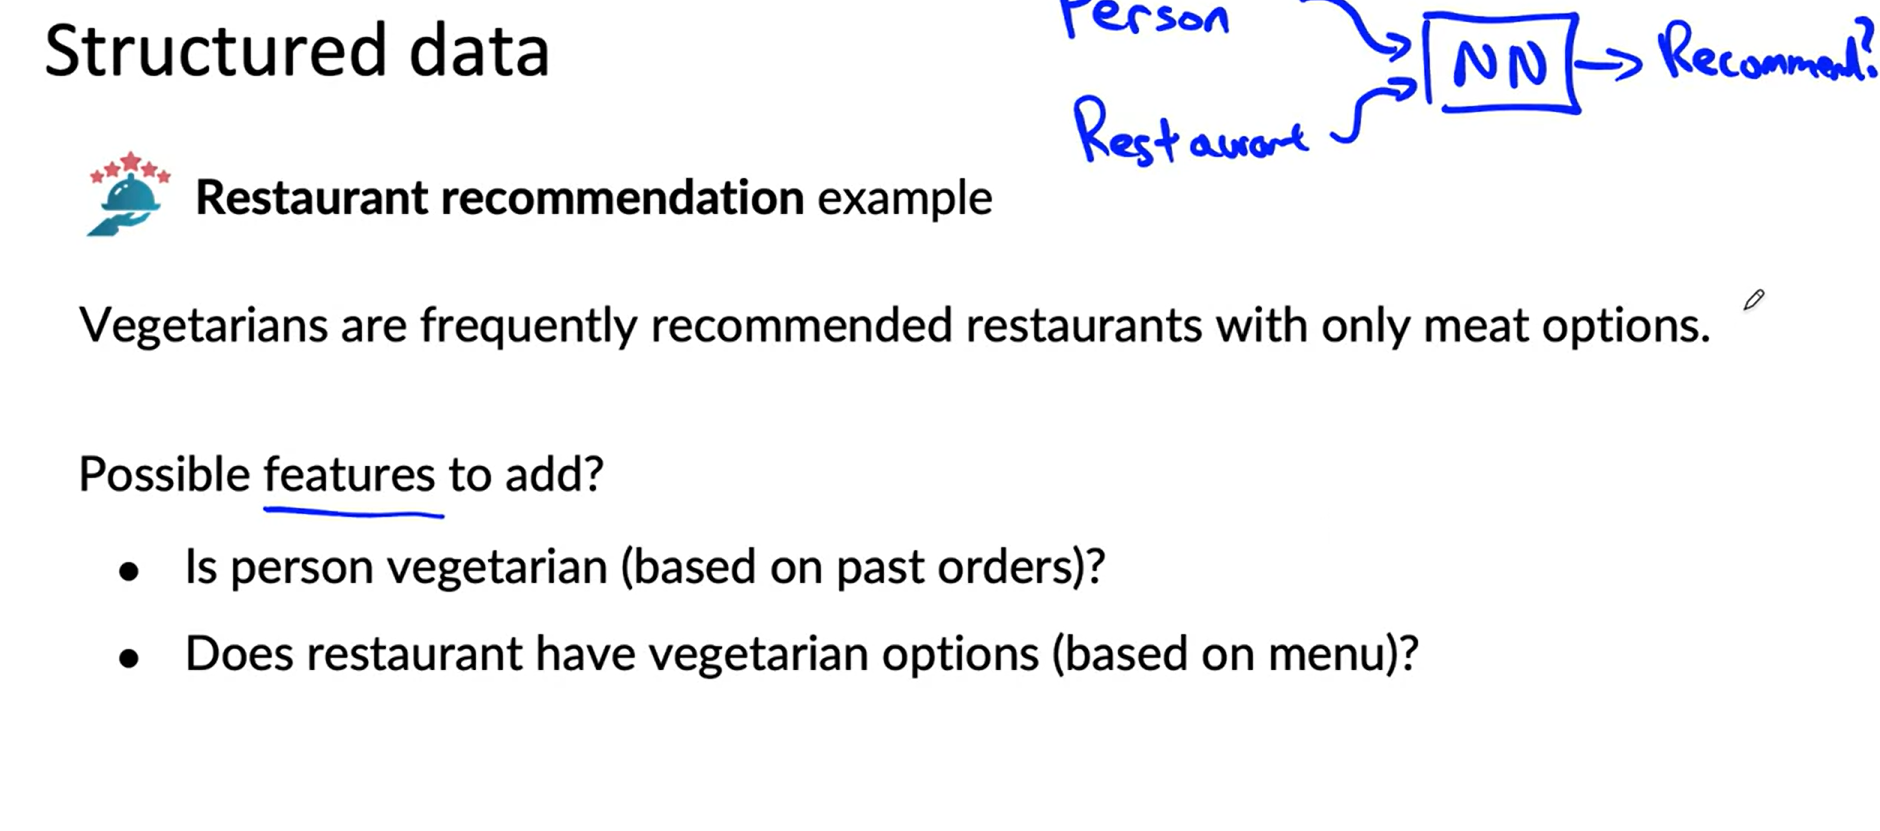 Structured data
Person
Restaurant
NN
Recommend?
Restaurant recommendation example
Vegetarians are frequently recommended restaurants with only meat options.
Possible features to add?
• Is person vegetarian (based on past orders)?
• Does restaurant have vegetarian options (based on menu)?